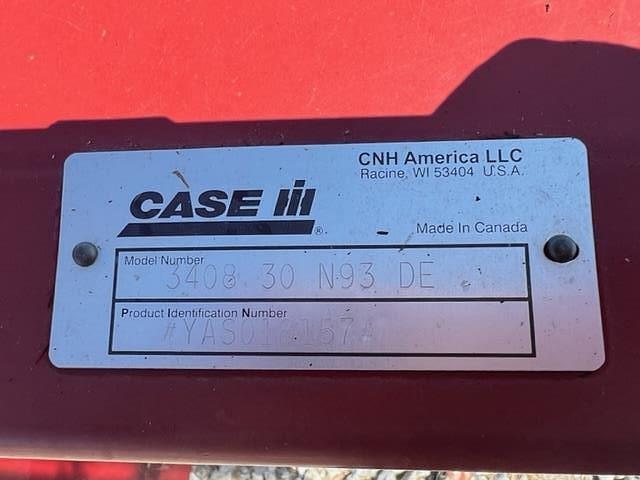 CNH America LLC
Racine, WI 53404 U.S.A.
CASE IH®
Made In Canada
Model Number
3408 30 N93 DE
Product Identification Number